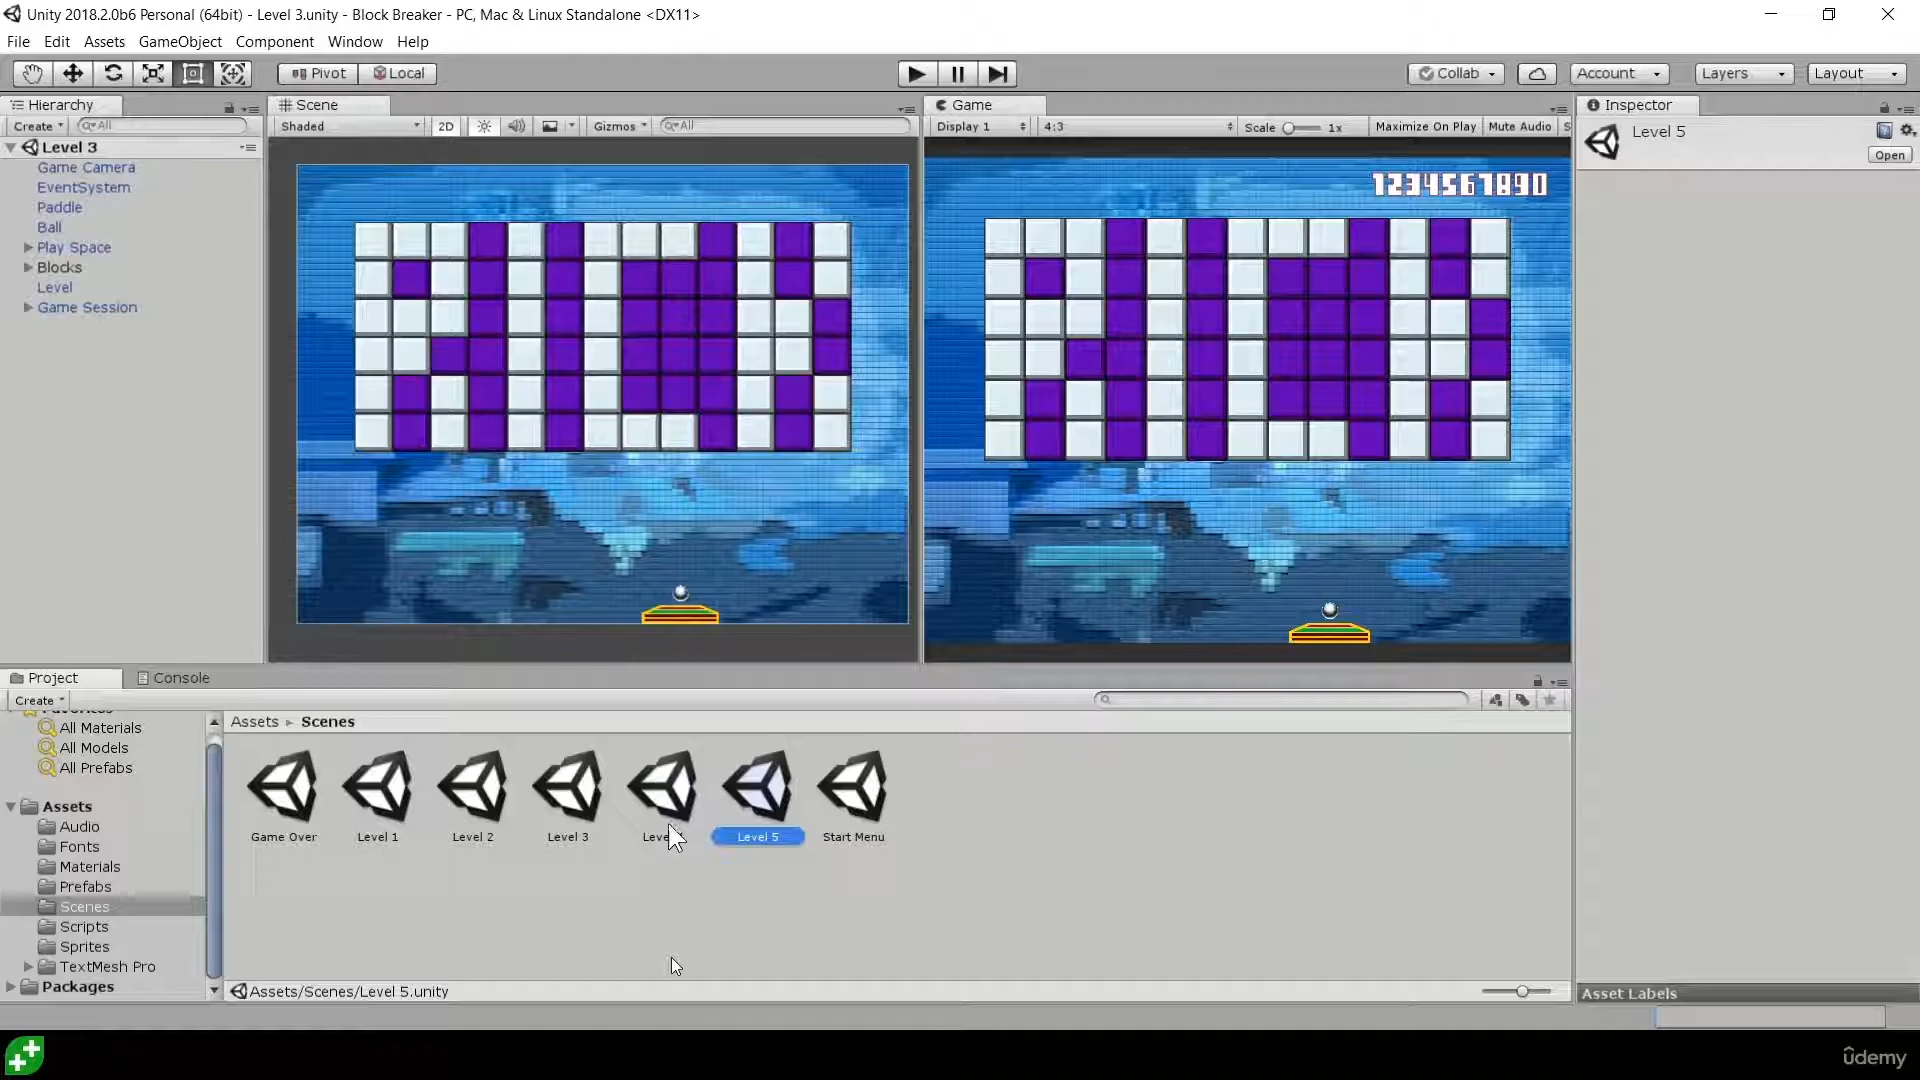 Unity 2018.2.0b6 Personal (64bit) - Level 3.unity - Block Breaker - PC, Mac & Linux Standalone <DX11>
File Edit Assets GameObject Component Window Help
Pivot Local Collab Account Layers Layout
Hierarchy Scene Game Inspector
Create All Shaded 2D Gizmos All Display 1 4:3 Scale 1x Maximize On Play Mute Audio S
Level 5
Open
Level 3
Game Camera
EventSystem
Paddle
Ball
Play Space
Blocks
Level
Game Session
1234567890
Project Console
Create
Favorites
All Materials
All Models
All Prefabs
Assets
Audio
Fonts
Materials
Prefabs
Scenes
Scripts
Sprites
TextMesh Pro
Packages
Assets Scenes
Game Over Level 1 Level 2 Level 3 Leve Level 5 Start Menu
Assets/Scenes/Level 5.unity
Asset Labels
ûdemy